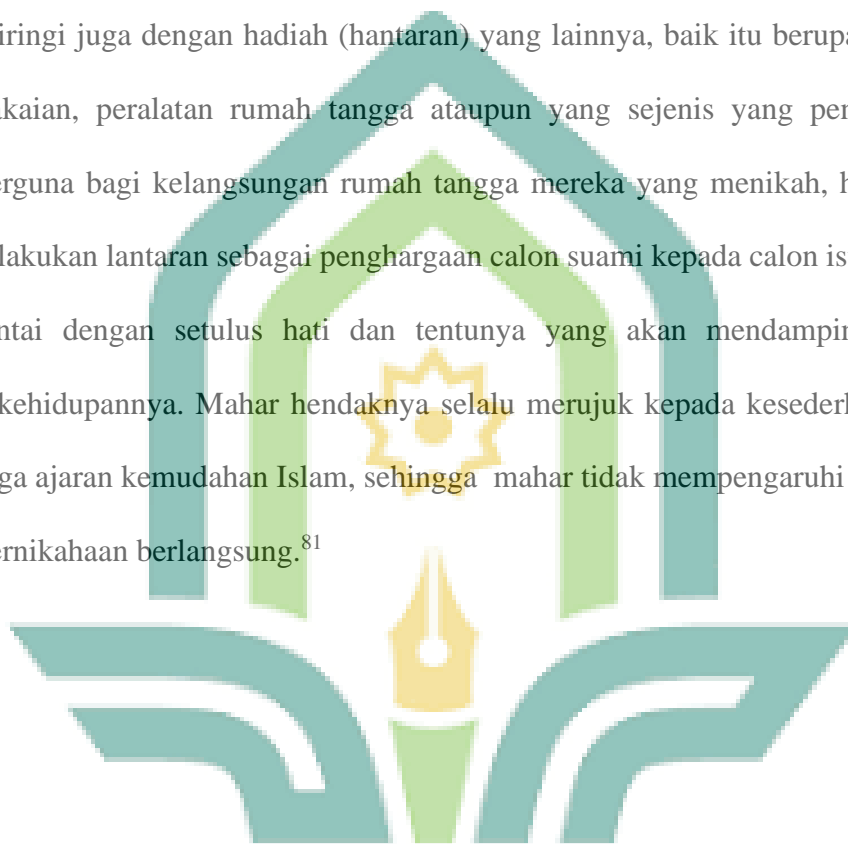 iringi juga dengan hadiah (hantaran) yang lainnya, baik itu berupa
akaian, peralatan rumah tangga ataupun yang sejenis yang pen
erguna bagi kelangsungan rumah tangga mereka yang menikah, h
lakukan lantaran sebagai penghargaan calon suami kepada calon is
ntai dengan setulus hati dan tentunya yang akan mendampin
kehidupannya. Mahar hendaknya selalu merujuk kepada kesederh
ga ajaran kemudahan Islam, sehingga mahar tidak mempengaruhi
ernikahaan berlangsung.81